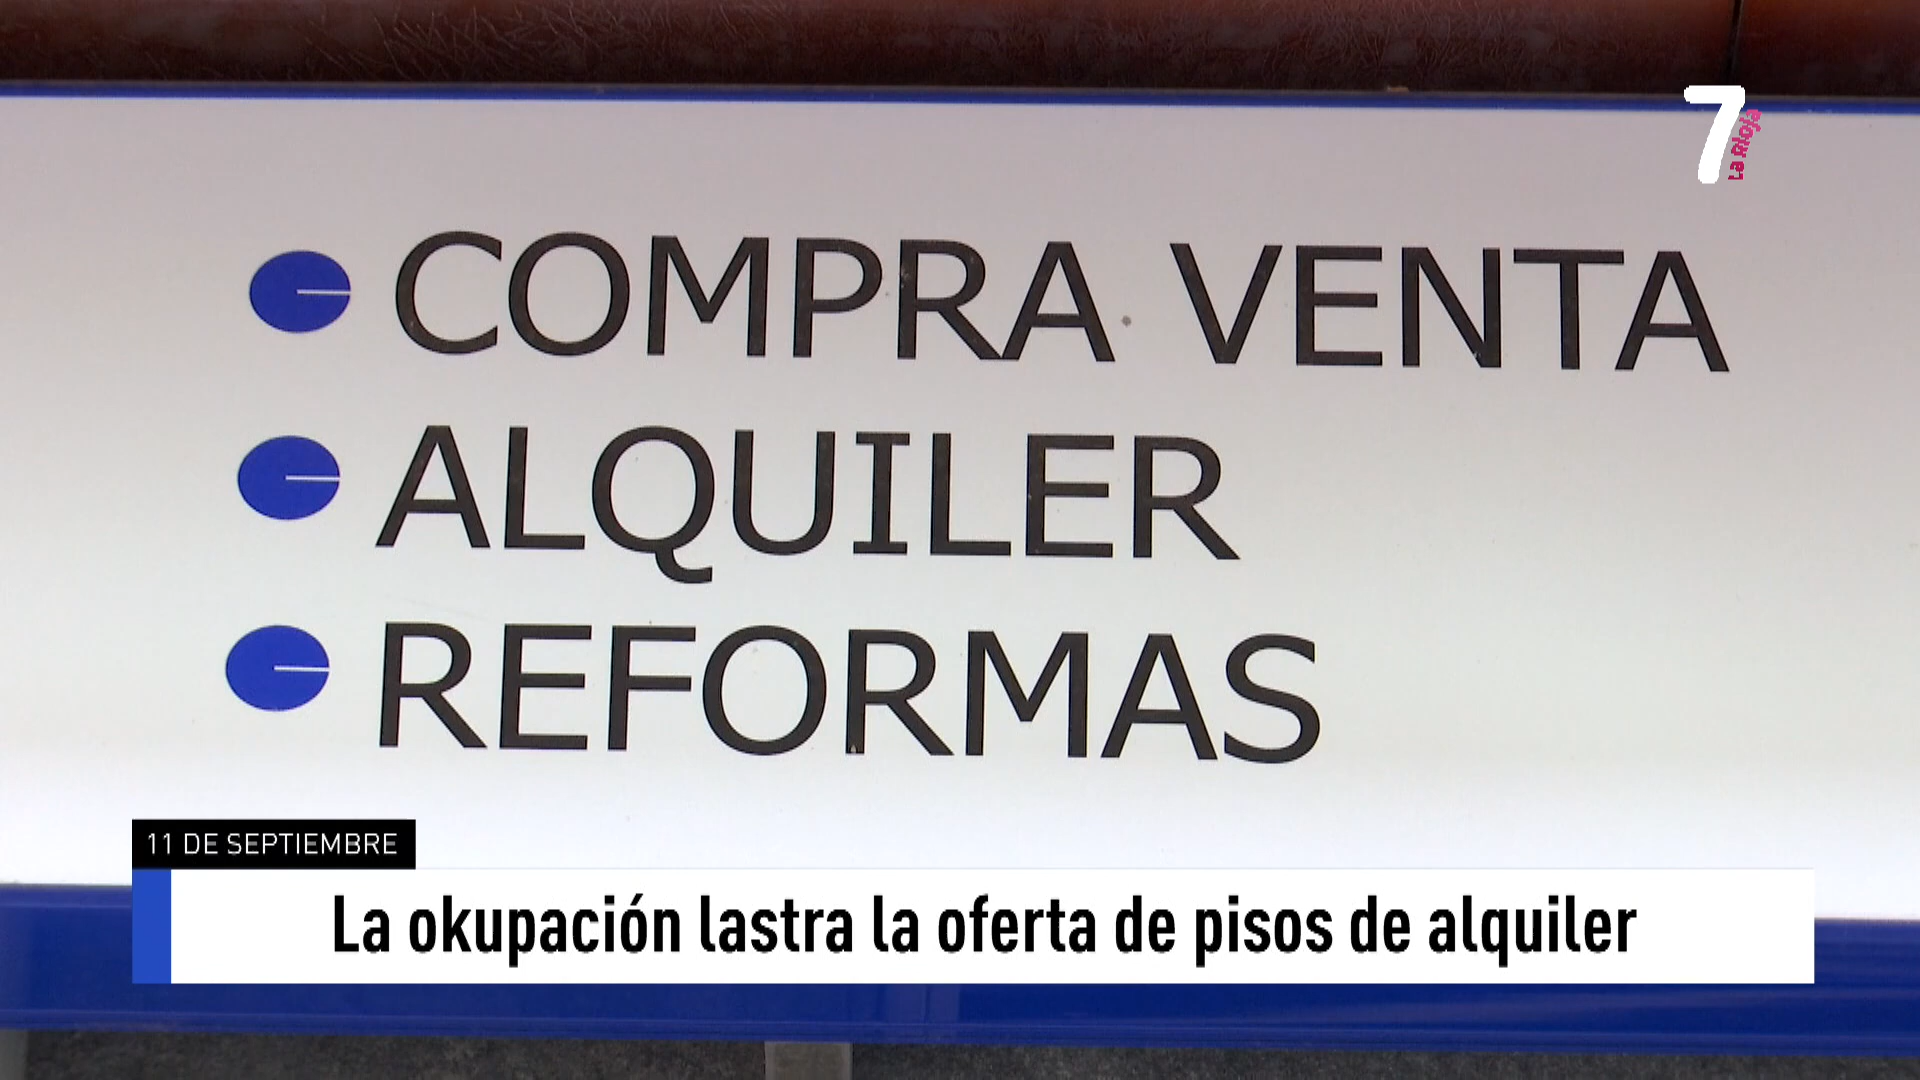 7
La Rioja
COMPRA VENTA
ALQUILER
REFORMAS
11 DE SEPTIEMBRE
La okupación lastra la oferta de pisos de alquiler